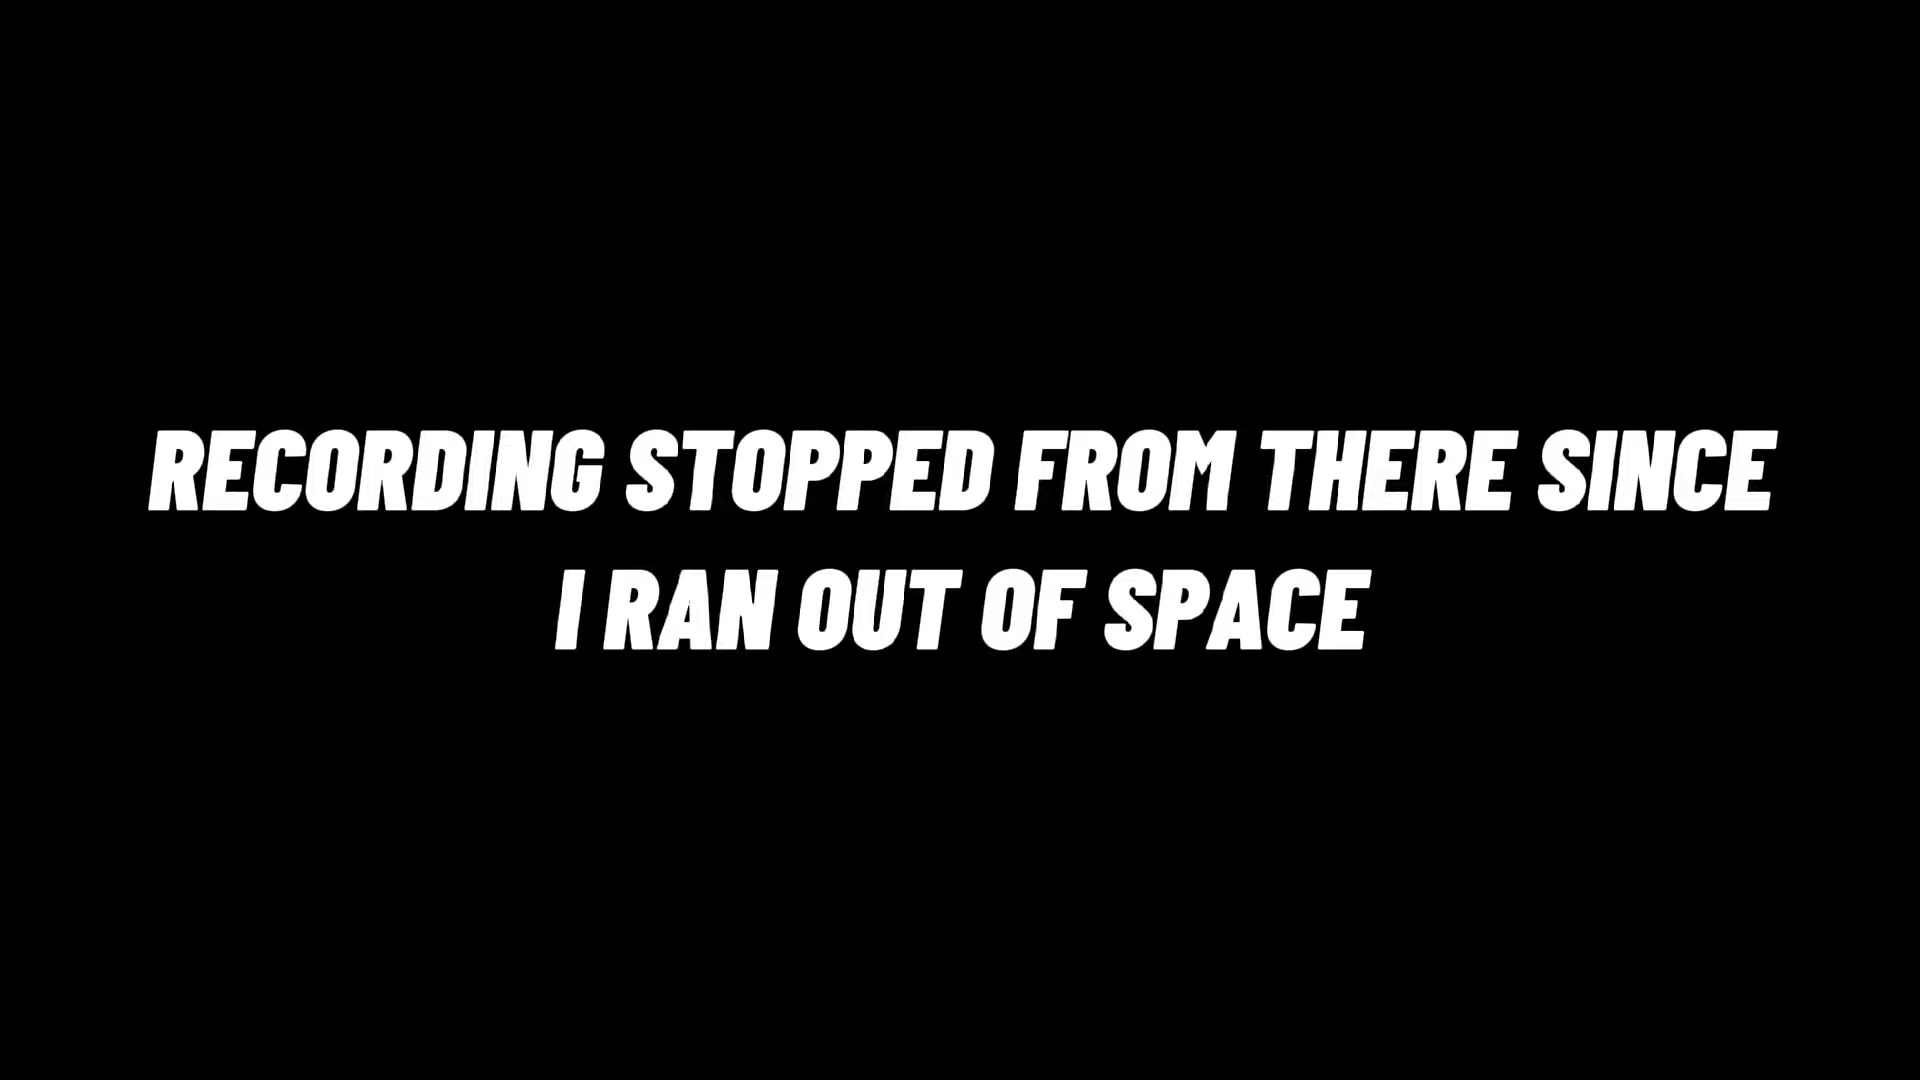 RECORDING STOPPED FROM THERE SINCE
I RAN OUT OF SPACE